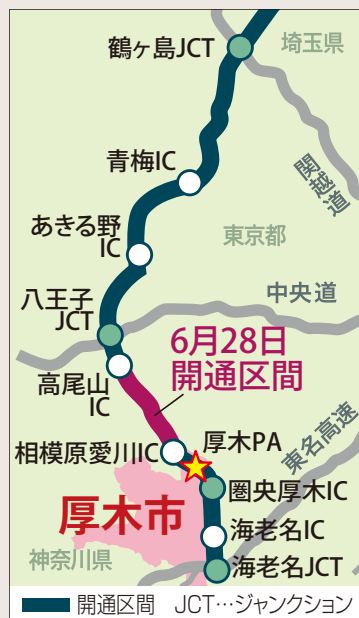 鶴ヶ島JCT
埼玉県
青梅IC
関越道
あきる野
IC
東京都
八王子
JCT
中央道
6月28日
開通区間
高尾山
IC
東名高速
相模原愛川IC
厚木PA
圏央厚木IC
厚木市
海老名IC
神奈川県
海老名JCT
開通区間 JCT…ジャンクション